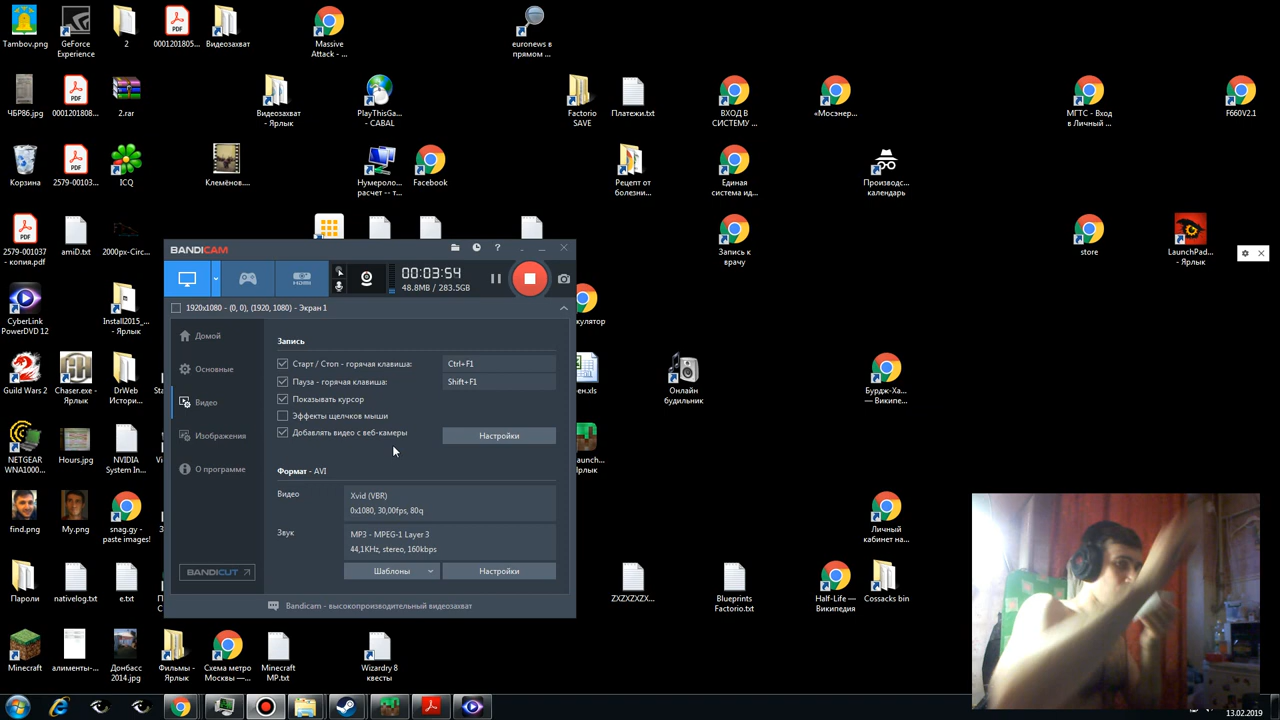 Tambov.png
GeForce
Experience
2
0001201805...
Видеозахват
Massive
Attack - ...
euronews в
прямом ...
ЧБР86.jpg
0001201808...
2.rar
Видеозахват
- Ярлык
PlayThisGa...
- CABAL
Factorio
SAVE
Платежи.txt
ВХОД В
СИСТЕМУ ...
«Мосэнер...
МГТС - Вход
в Личный ...
F660V2.1
Корзина
2579-00103...
ICQ
Клемёнов....
Нумероло...
расчет -- т...
Facebook
Рецепт от
болезни...
Единая
система ид...
Производс...
календарь
2579-001037
- копия.pdf
amiD.txt
2000px-Circ...
Запись к
врачу
store
LaunchPad...
- Ярлык
BANDICAM
?
00:03:54
48.8MB / 283.5GB
HDMI
1920x1080 - (0, 0), (1920, 1080) - Экран 1
Домой
Основные
Видео
Изображения
О программе
BANDICUT
Запись
Старт / Стоп - горячая клавиша:
Ctrl+F1
Пауза - горячая клавиша:
Shift+F1
Показывать курсор
Эффекты щелчков мыши
Добавлять видео с веб-камеры
Настройки
Формат - AVI
Видео
Xvid (VBR)
0x1080, 30,00fps, 80q
Звук
MP3 - MPEG-1 Layer 3
44,1KHz, stereo, 160kbps
Шаблоны
Настройки
Bandicam - высокопроизводительный видеозахват
CyberLink
PowerDVD 12
Install2015_...
- Ярлык
Guild Wars 2
Chaser.exe -
Ярлык
DrWeb
Истори...
Онлайн
будильник
Бурдж-Ха...
— Википе...
NETGEAR
WNA1000...
Hours.jpg
NVIDIA
System In...
find.png
My.png
snag.gy -
paste images!
Личный
кабинет на...
Пароли
nativelog.txt
e.txt
ZXZXZXZX...
Blueprints
Factorio.txt
Half-Life —
Википедия
Cossacks bin
Minecraft
алименты-...
Донбасс
2014.jpg
Фильмы -
Ярлык
Схема метро
Москвы —...
Minecraft
MP.txt
Wizardry 8
квесты
13.02.2019